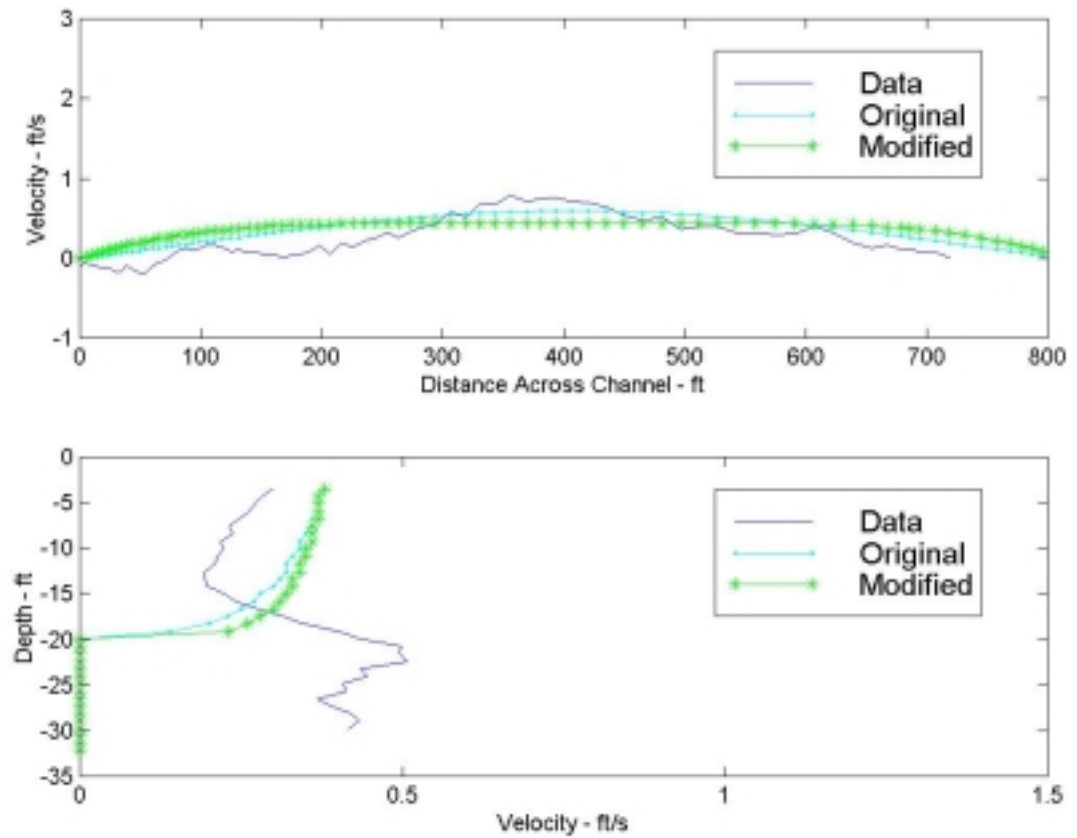 3
2
1
0
-1
Velocity - ft/s
Data
Original
Modified
0 100 200 300 400 500 600 700 800
Distance Across Channel - ft
0
-5
-10
-15
-20
-25
-30
-35
Depth - ft
Data
Original
Modified
0 0.5 1 1.5
Velocity - ft/s